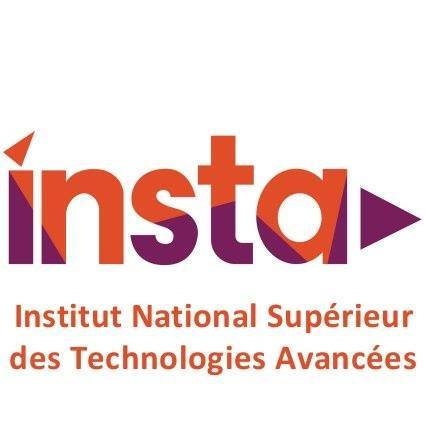 insta
Institut National Supérieur
des Technologies Avancées